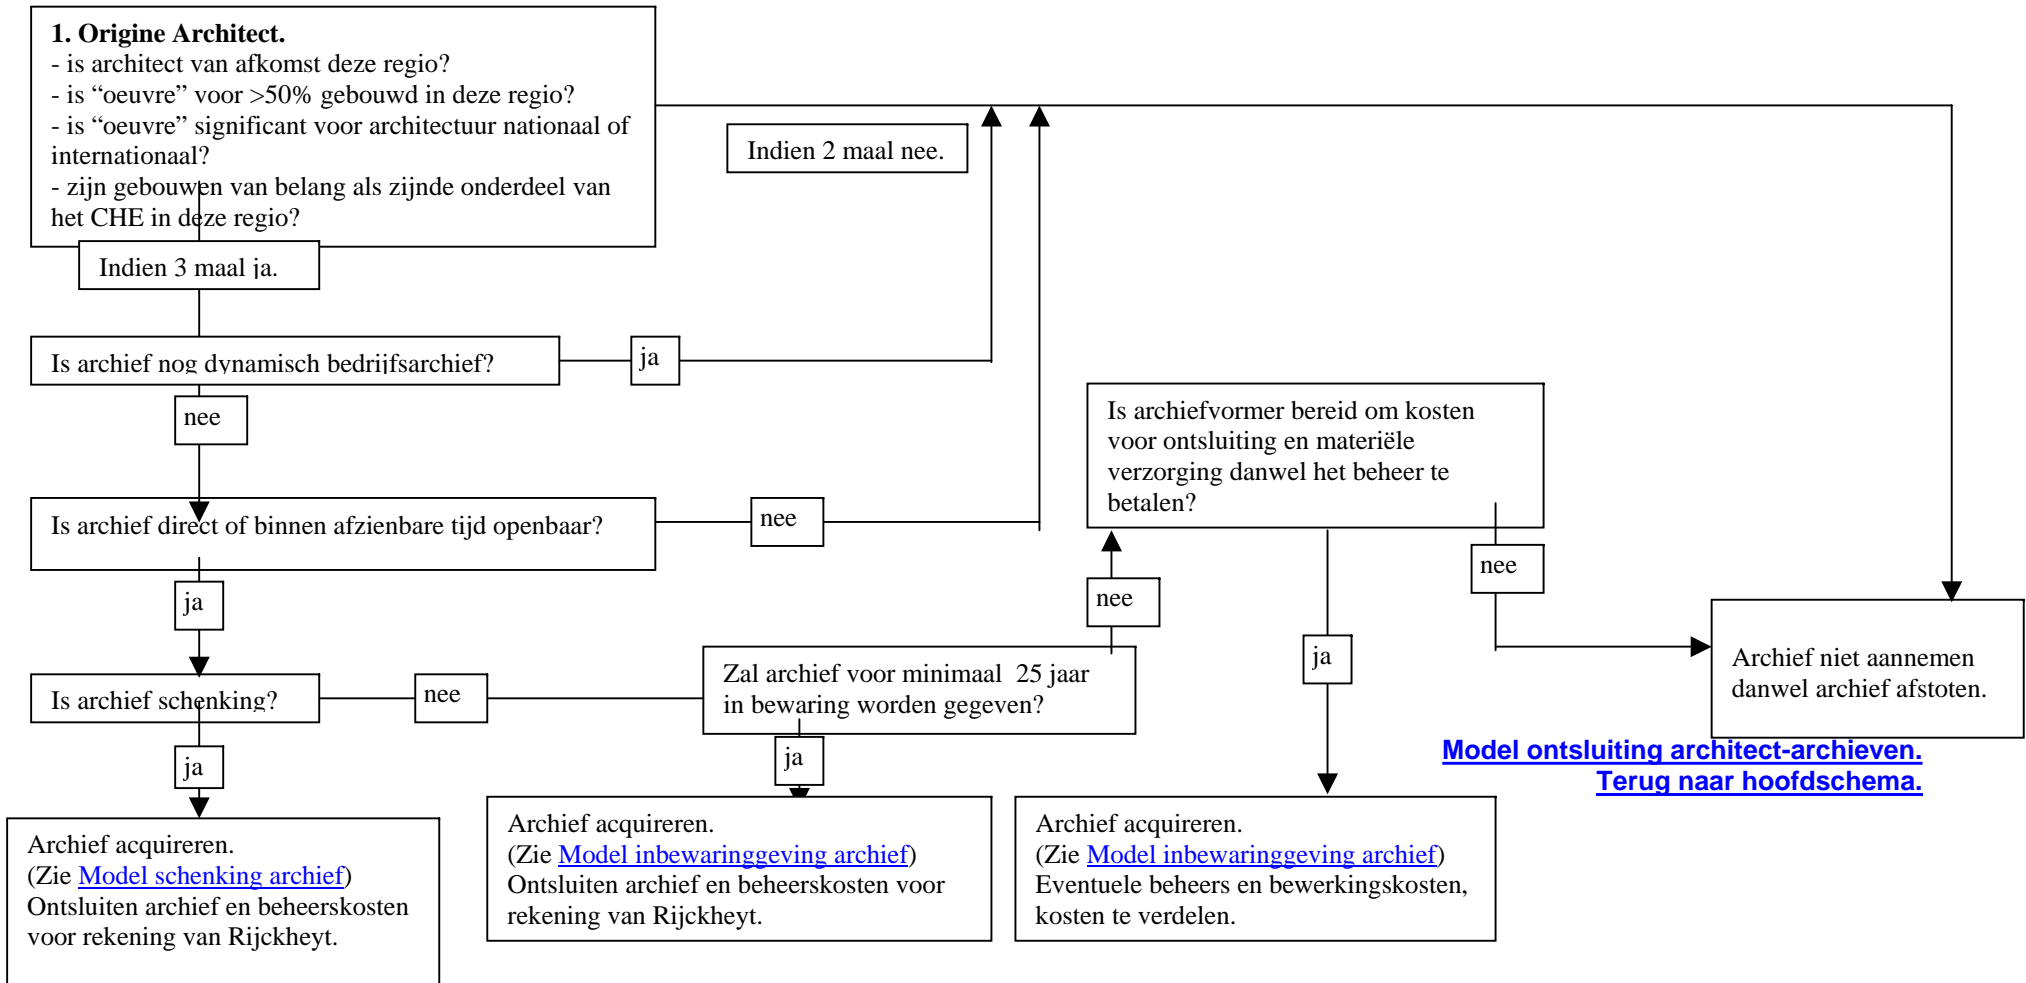 1. Origine Architect.
- is architect van afkomst deze regio?
- is “oeuvre” voor >50% gebouwd in deze regio?
- is “oeuvre” significant voor architectuur nationaal of
internationaal?
- zijn gebouwen van belang als zijnde onderdeel van
het CHE in deze regio?
Indien 2 maal nee.
Indien 3 maal ja.
Is archief nog dynamisch bedrijfsarchief?
ja
nee
Is archiefvormer bereid om kosten
voor ontsluiting en materiële
verzorging danwel het beheer te
betalen?
Is archief direct of binnen afzienbare tijd openbaar?
nee
nee
ja
nee
Is archief schenking?
nee
Zal archief voor minimaal 25 jaar
in bewaring worden gegeven?
ja
Archief niet aannemen
danwel archief afstoten.
ja
ja
Model ontsluiting architect-archieven.
Terug naar hoofdschema.
Archief acquireren.
(Zie Model schenking archief)
Ontsluiten archief en beheerskosten
voor rekening van Rijckheyt.
Archief acquireren.
(Zie Model inbewaringgeving archief)
Ontsluiten archief en beheerskosten voor
rekening van Rijckheyt.
Archief acquireren.
(Zie Model inbewaringgeving archief)
Eventuele beheers en bewerkingskosten,
kosten te verdelen.